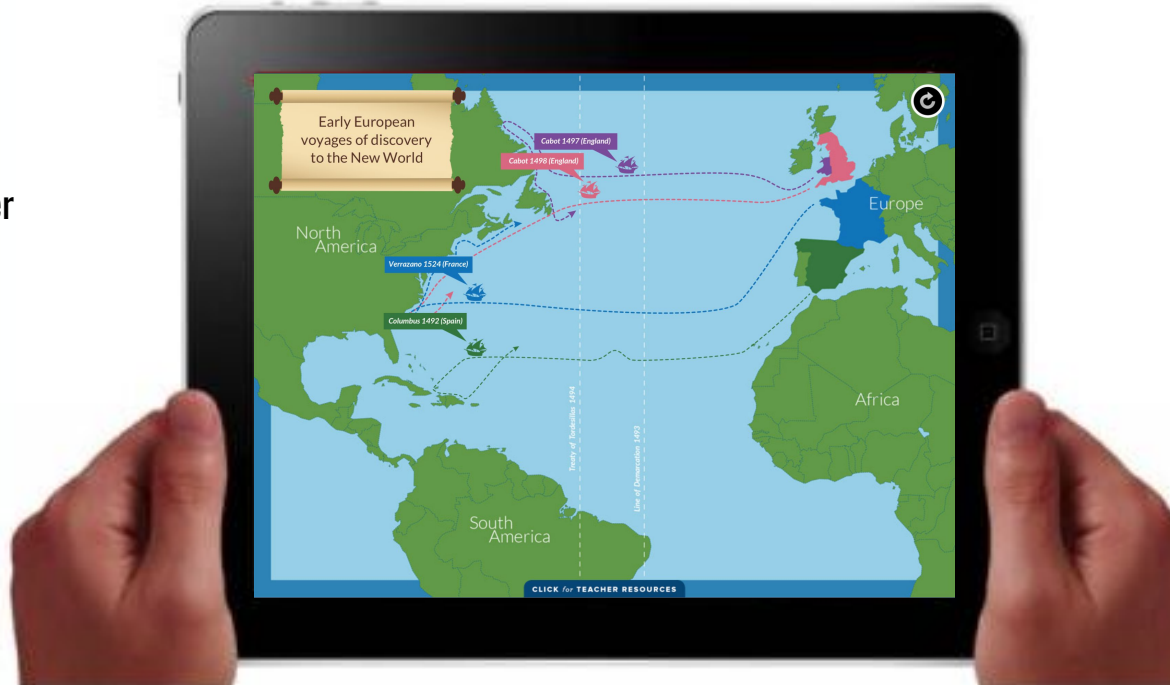 er
Early European
voyages of discovery
to the New World
Cabot 1497 (England)
Cabot 1498 (England)
Europe
North
America
Verrazano 1524 (France)
Columbus 1492 (Spain)
Africa
Treaty of Tordesillas 1494
Line of Demarcation 1493
South
America
CLICK for TEACHER RESOURCES